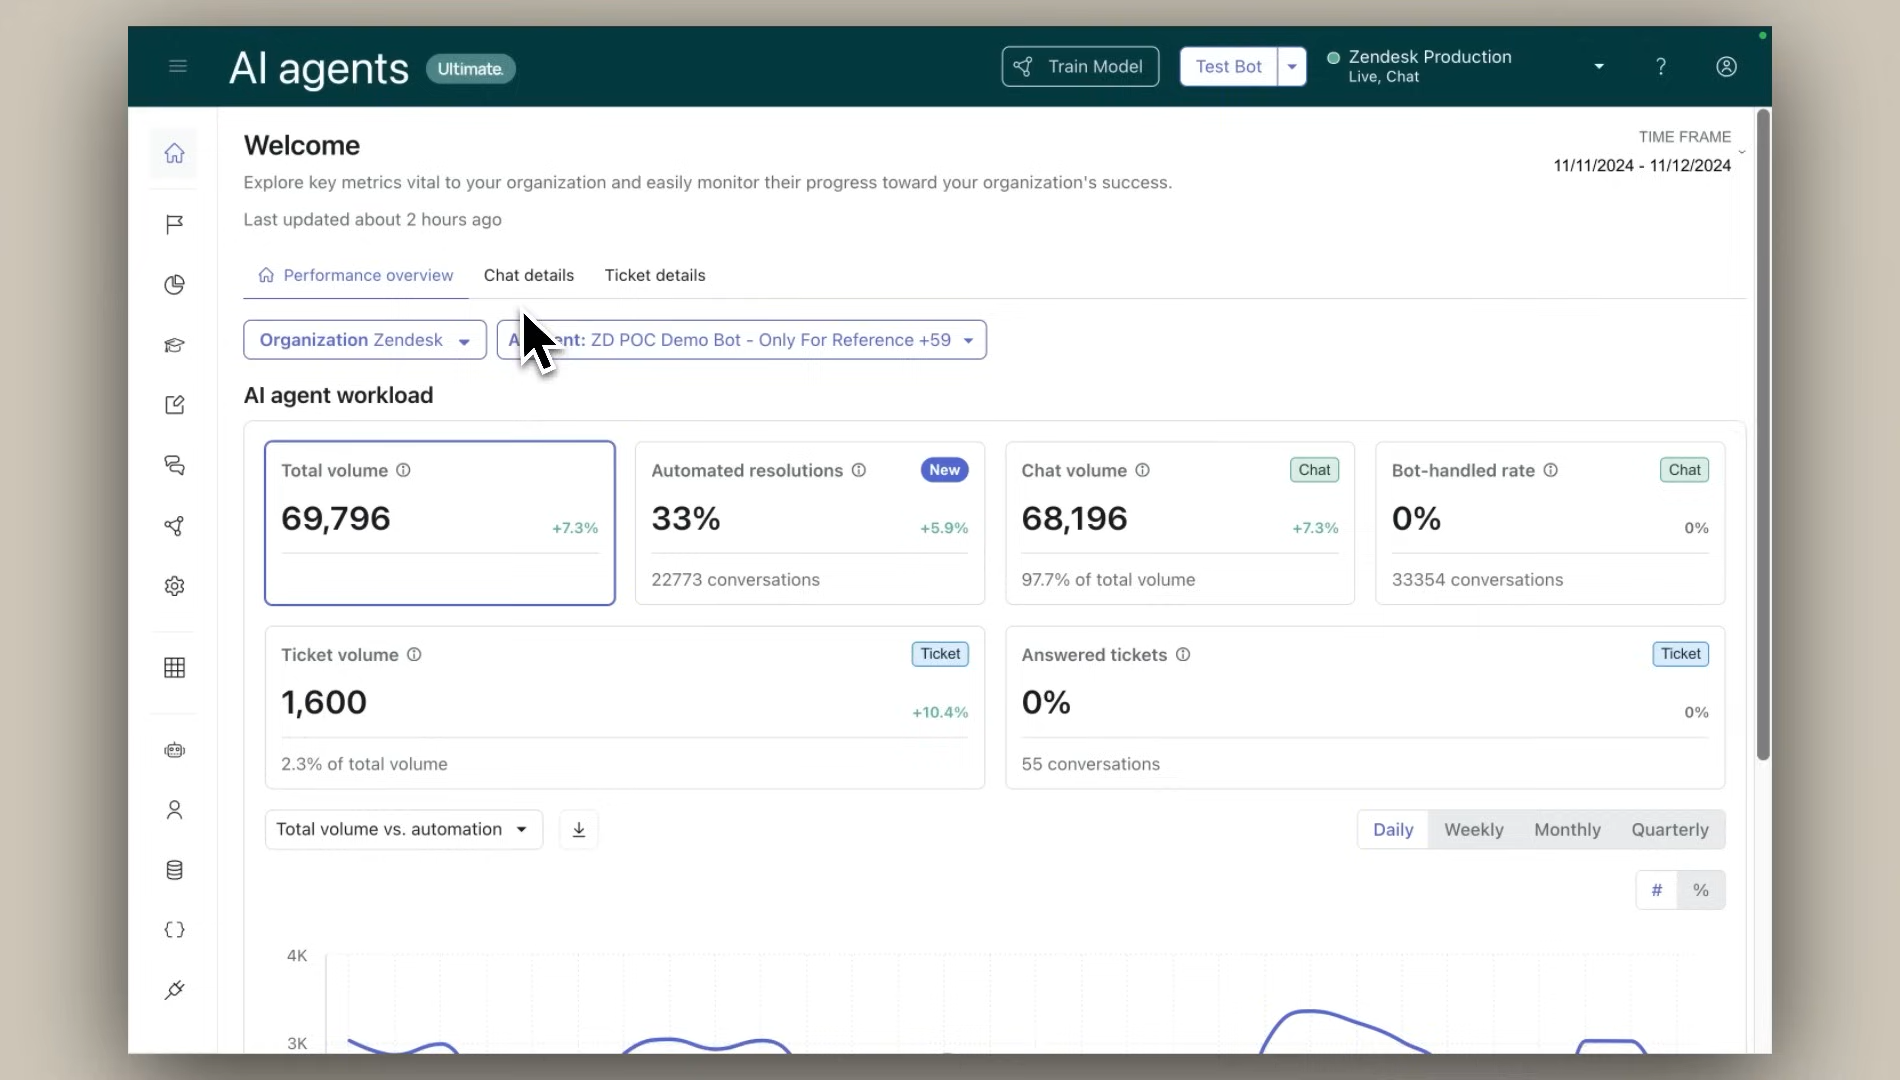 AI agents
Ultimate.
Train Model
Test Bot
Zendesk Production
Live, Chat
?
Welcome
Explore key metrics vital to your organization and easily monitor their progress toward your organization's success.
Last updated about 2 hours ago
TIME FRAME
11/11/2024 - 11/12/2024
Performance overview
Chat details
Ticket details
Organization Zendesk
ZD POC Demo Bot - Only For Reference +59
AI agent workload
Total volume
69,796
+7.3%
Automated resolutions
New
33%
+5.9%
22773 conversations
Chat volume
Chat
68,196
+7.3%
97.7% of total volume
Bot-handled rate
Chat
0%
0%
33354 conversations
Ticket volume
Ticket
1,600
+10.4%
2.3% of total volume
Answered tickets
Ticket
0%
0%
55 conversations
Total volume vs. automation
Daily
Weekly
Monthly
Quarterly
#
%
4K
3K